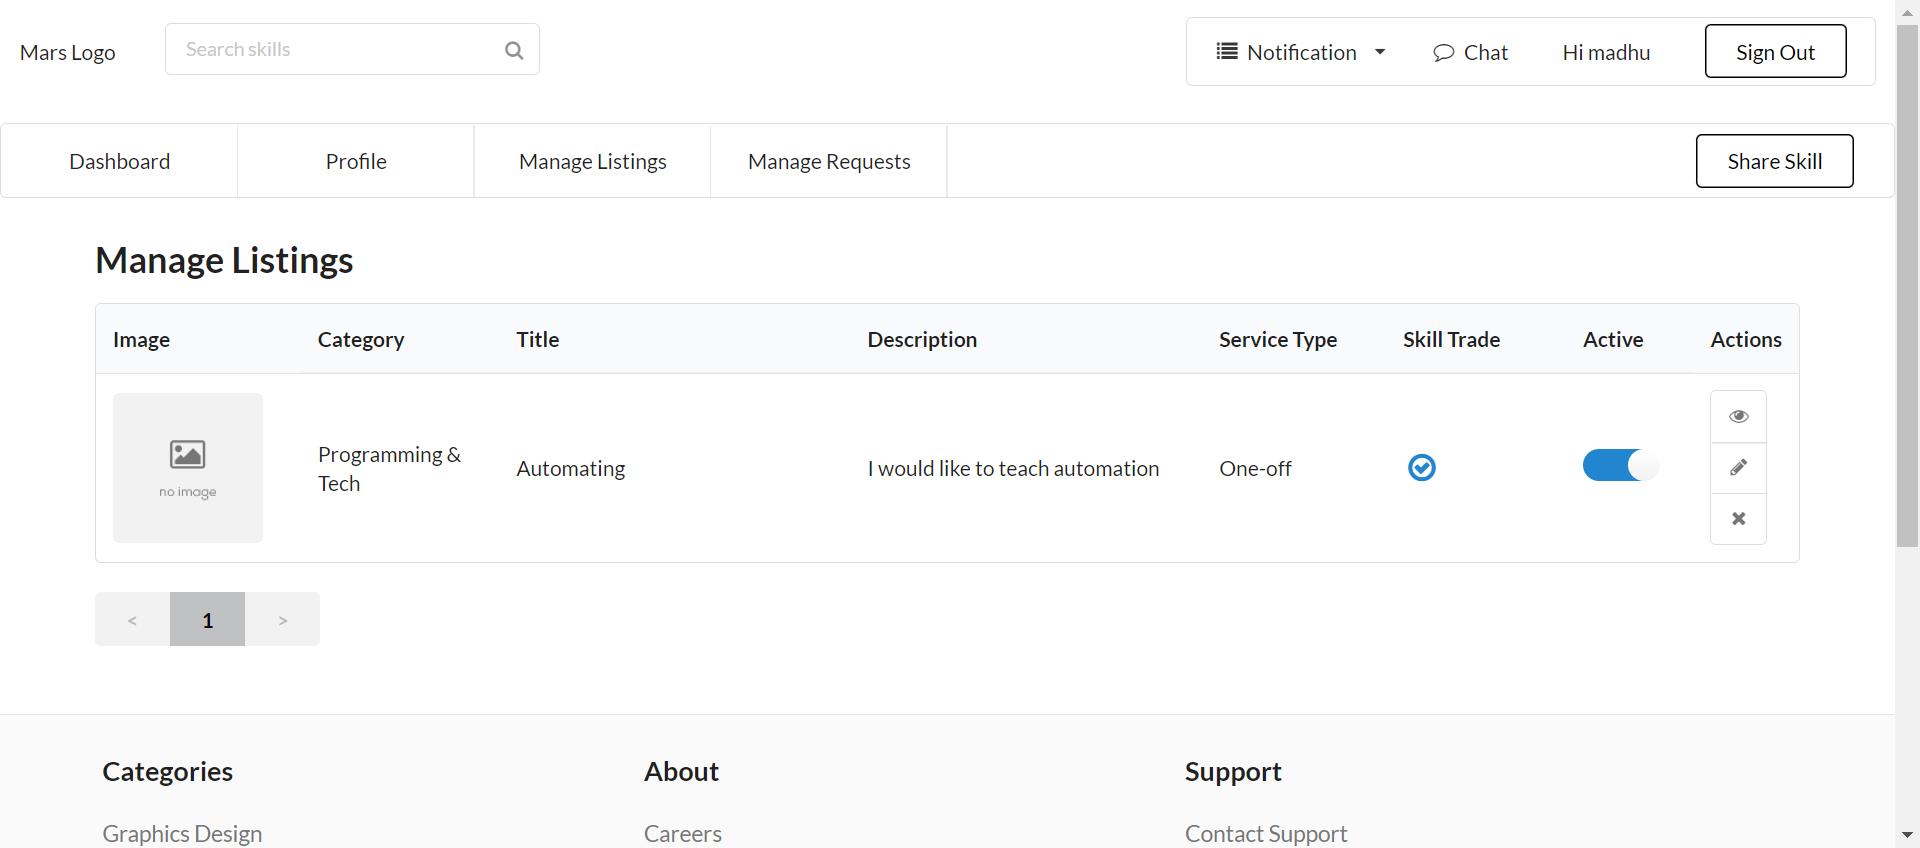 Mars Logo
Search skills
Notification
Chat
Hi madhu
Sign Out
Dashboard
Profile
Manage Listings
Manage Requests
Share Skill
Manage Listings
Image
Category
Title
Description
Service Type
Skill Trade
Active
Actions
no image
Programming &
Tech
Automating
I would like to teach automation
One-off
<
1
>
Categories
About
Support
Graphics Design
Careers
Contact Support